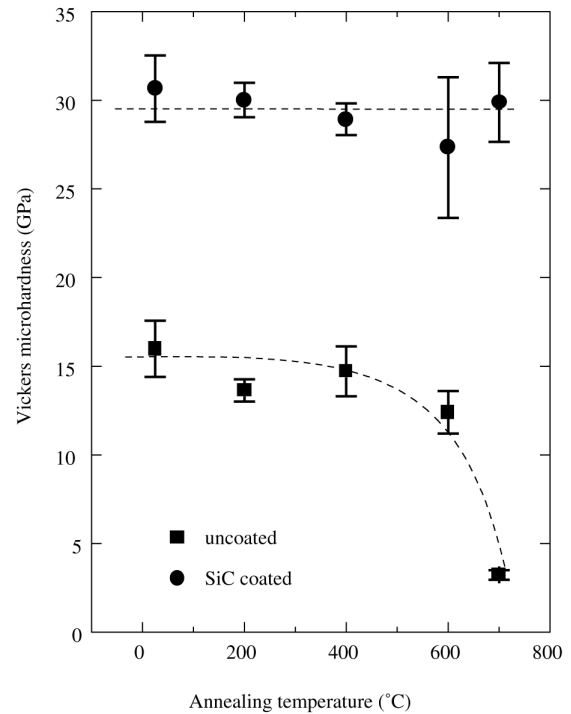 35
30
25
20
15
10
5
0
Vickers microhardness (GPa)
uncoated
SiC coated
0 200 400 600 800
Annealing temperature (˚C)